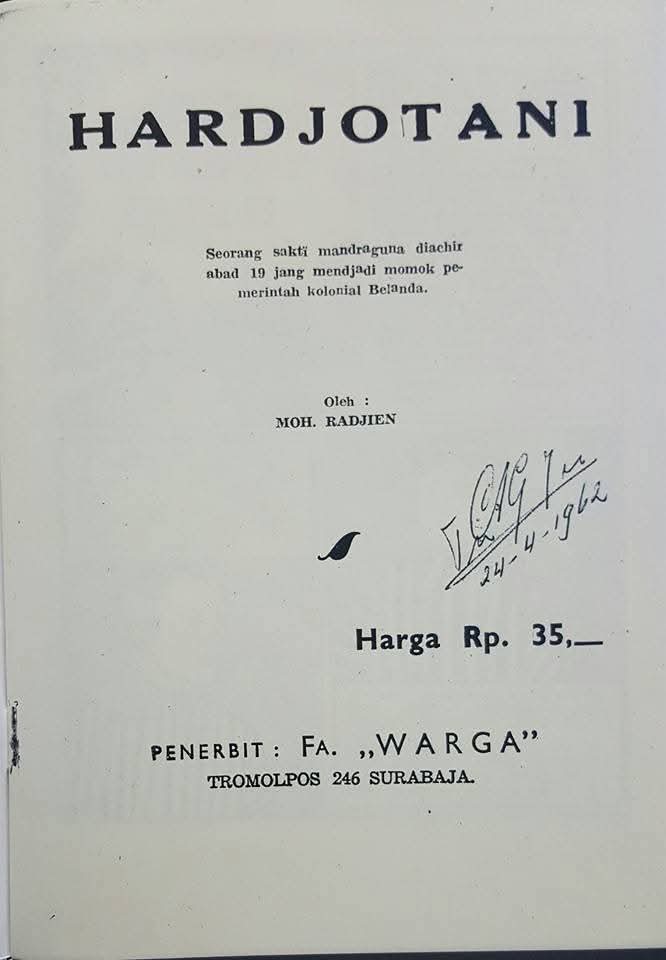 HARDJOTANI
Seorang sakti mandraguna diachir
abad 19 jang mendjadi momok pe-
merintah kolonial Belanda.
Oleh :
MOH. RADJIEN
24-4-1962
Harga Rp. 35,—
PENERBIT : FA. „WARGA”
TROMOLPOS 246 SURABAJA.